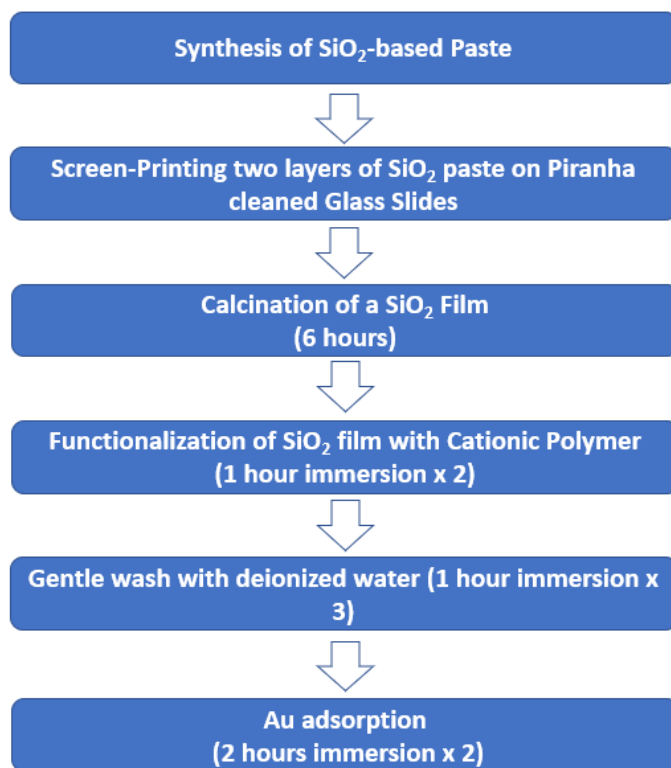 Synthesis of SiO₂-based Paste
Screen-Printing two layers of SiO₂ paste on Piranha
cleaned Glass Slides
Calcination of a SiO₂ Film
(6 hours)
Functionalization of SiO₂ film with Cationic Polymer
(1 hour immersion x 2)
Gentle wash with deionized water (1 hour immersion x
3)
Au adsorption
(2 hours immersion x 2)